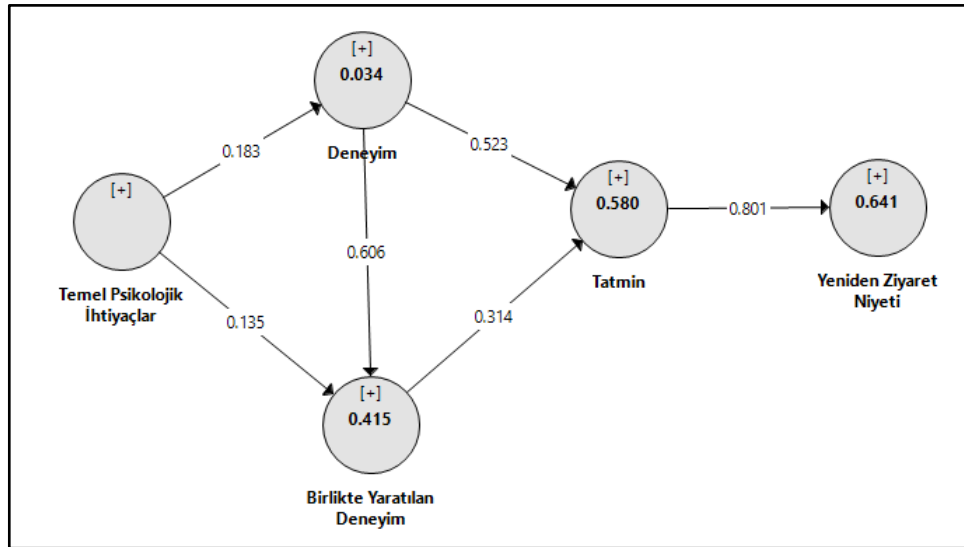 [+]
0.034
Deneyim
0.183
0.523
[+]
Temel Psikolojik
İhtiyaçlar
[+]
0.580
Tatmin
0.801
[+]
0.641
Yeniden Ziyaret
Niyeti
0.606
0.135
0.314
[+]
0.415
Birlikte Yaratılan
Deneyim